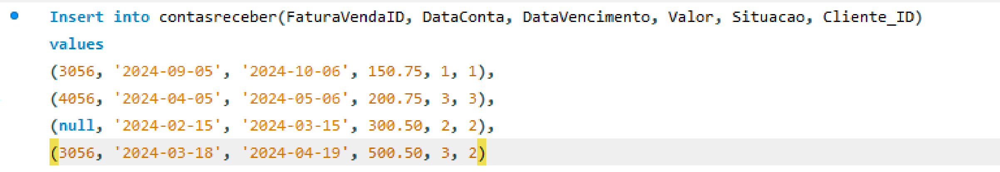 Insert into contasreceber(FaturaVendaID, DataConta, DataVencimento, Valor, Situacao, Cliente_ID)
values
(3056, '2024-09-05', '2024-10-06', 150.75, 1, 1),
(4056, '2024-04-05', '2024-05-06', 200.75, 3, 3),
(null, '2024-02-15', '2024-03-15', 300.50, 2, 2),
(3056, '2024-03-18', '2024-04-19', 500.50, 3, 2)